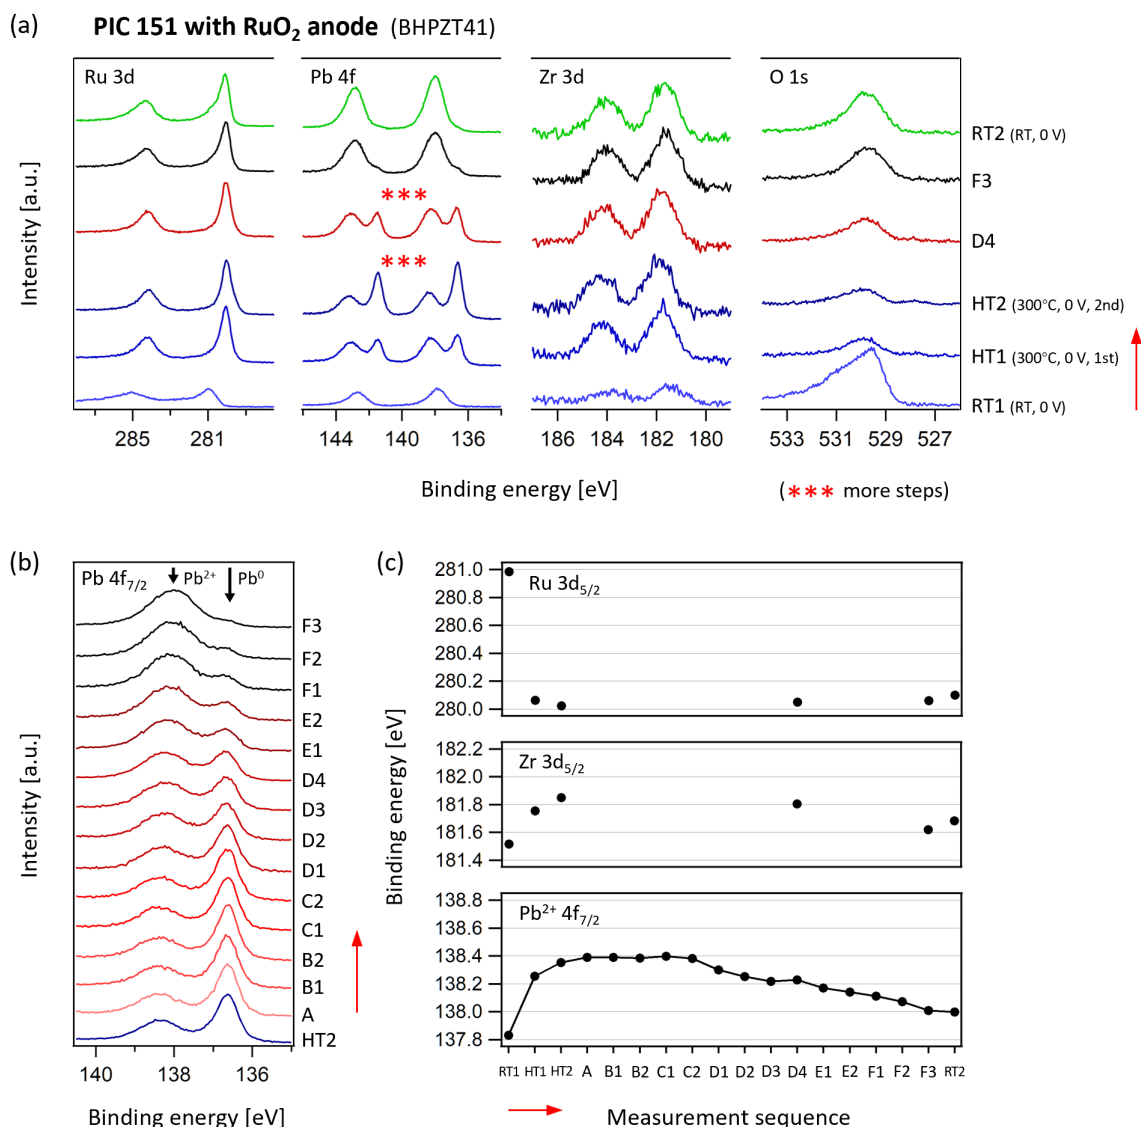 (a) PIC 151 with RuO₂ anode (BHPZT41)
Ru 3d
Pb 4f
Zr 3d
O 1s
Intensity [a.u.]
RT2 (RT, 0 V)
F3
***
D4
***
HT2 (300°C, 0 V, 2nd)
HT1 (300°C, 0 V, 1st)
RT1 (RT, 0 V)
285 281
144 140 136
186 184 182 180
533 531 529 527
Binding energy [eV]
(*** more steps)
(b)
Pb 4f7/2
Pb²⁺
Pb⁰
Intensity [a.u.]
F3
F2
F1
E2
E1
D4
D3
D2
D1
C2
C1
B2
B1
A
HT2
140 138 136
Binding energy [eV]
(c)
Binding energy [eV]
Ru 3d5/2
281.0
280.8
280.6
280.4
280.2
280.0
Zr 3d5/2
182.2
182.0
181.8
181.6
181.4
Pb²⁺ 4f7/2
138.8
138.6
138.4
138.2
138.0
137.8
RT1 HT1 HT2 A B1 B2 C1 C2 D1 D2 D3 D4 E1 E2 F1 F2 F3 RT2
Measurement sequence